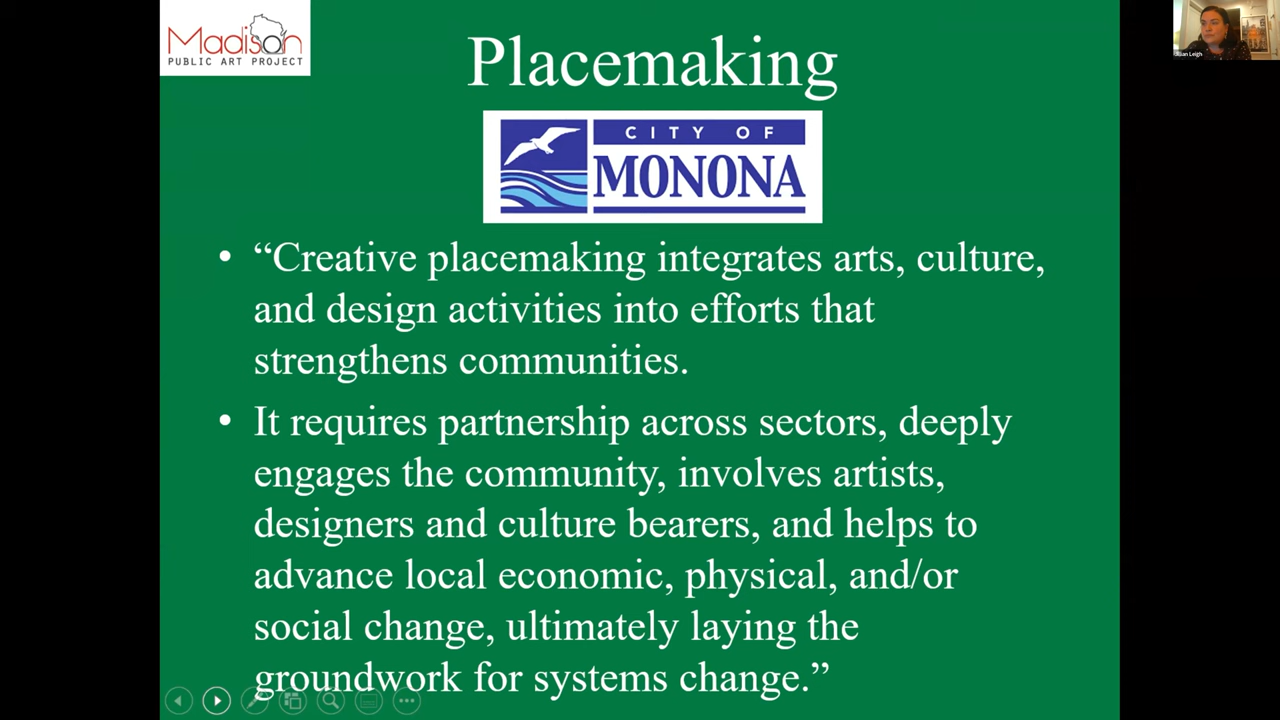 Madison
PUBLIC ART PROJECT
Placemaking
CITY OF
MONONA
• “Creative placemaking integrates arts, culture,
and design activities into efforts that
strengthens communities.
• It requires partnership across sectors, deeply
engages the community, involves artists,
designers and culture bearers, and helps to
advance local economic, physical, and/or
social change, ultimately laying the
groundwork for systems change.”
Leigh